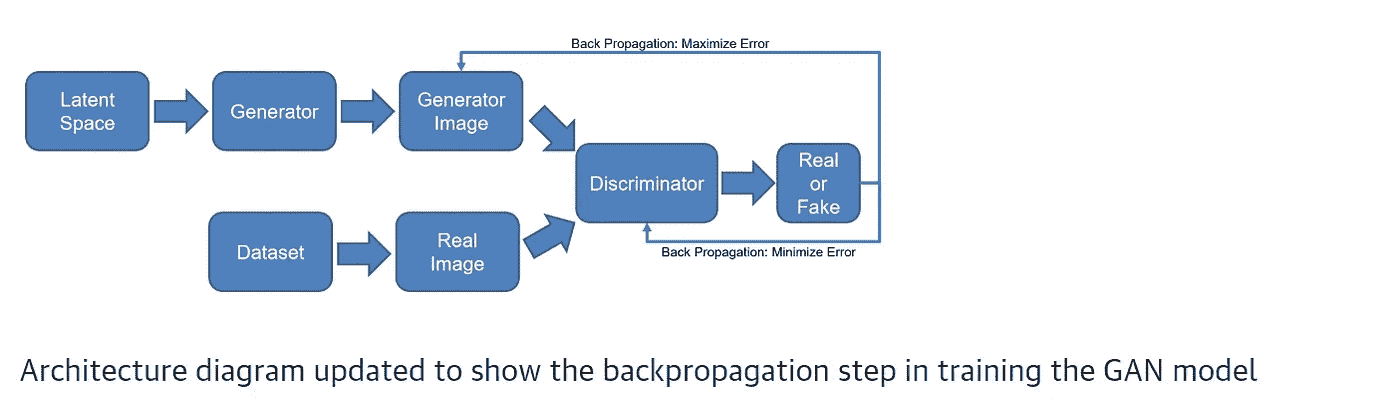 Back Propagation: Maximize Error
Latent
Space
Generator
Generator
Image
Discriminator
Real
or
Fake
Dataset
Real
Image
Back Propagation: Minimize Error
Architecture diagram updated to show the backpropagation step in training the GAN model